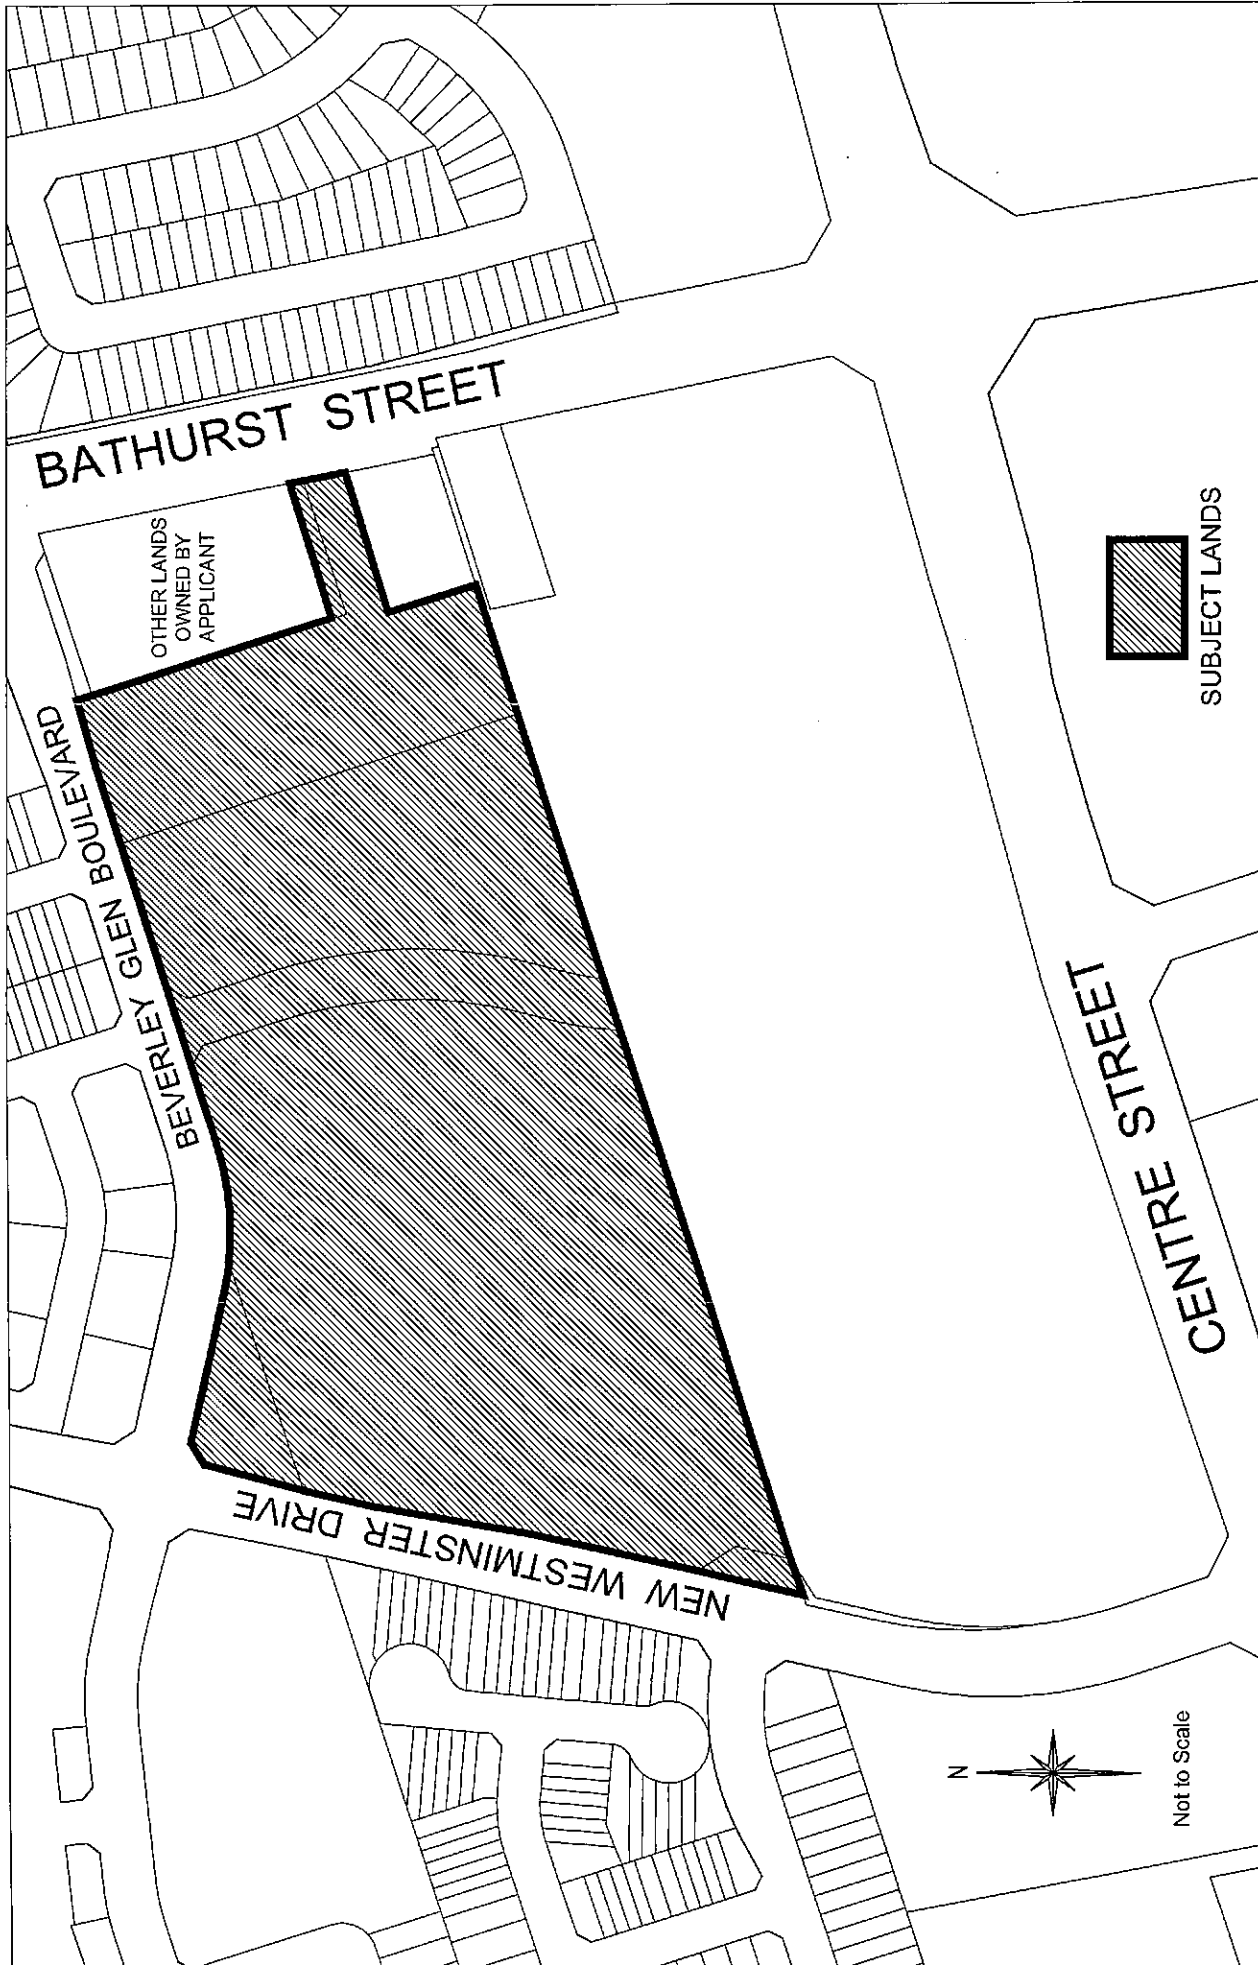 BATHURST STREET
OTHER LANDS
OWNED BY
APPLICANT
BEVERLEY GLEN BOULEVARD
NEW WESTMINSTER DRIVE
CENTRE STREET
SUBJECT LANDS
N
Not to Scale